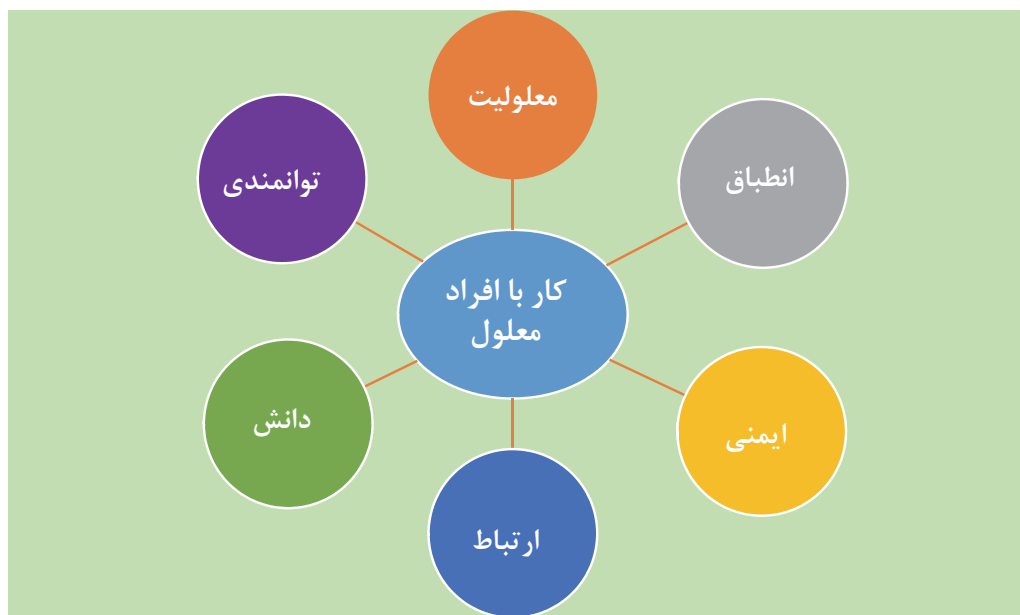 معلولیت
انطباق
توانمندی
کار با افراد
معلول
ایمنی
دانش
ارتباط